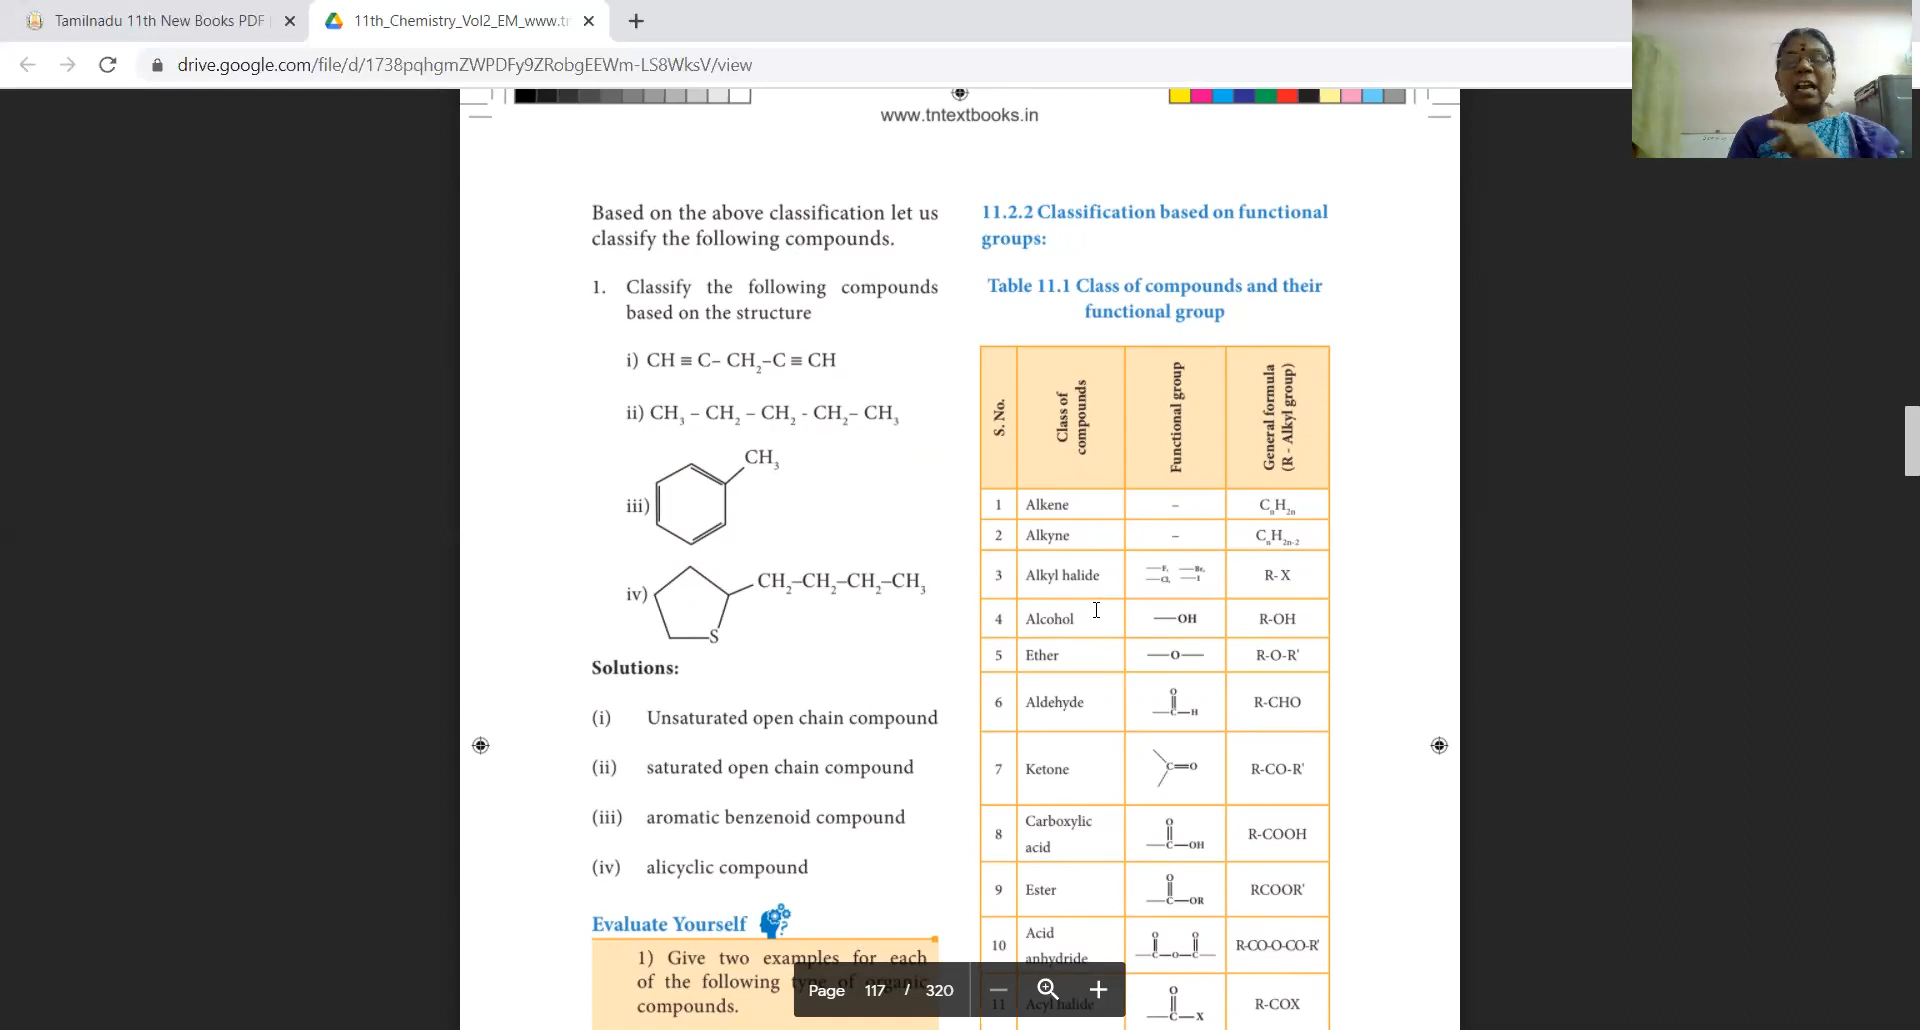 Tamilnadu 11th New Books PDF
11th_Chemistry_Vol2_EM_www.tr
drive.google.com/file/d/1738pqhgmZWPDFy9ZRobgEEWm-LS8WksV/view
www.tntextbooks.in
Based on the above classification let us
classify the following compounds.
1. Classify the following compounds
based on the structure
i) CH ≡ C– CH₂–C ≡ CH
ii) CH₃ – CH₂ – CH₂ - CH₂– CH₃
CH₃
iii)
iv)
CH₂–CH₂–CH₂–CH₃
S
Solutions:
(i) Unsaturated open chain compound
(ii) saturated open chain compound
(iii) aromatic benzenoid compound
(iv) alicyclic compound
Evaluate Yourself
1) Give two examples for each
of the following type of organic
compounds.
11.2.2 Classification based on functional
groups:
Table 11.1 Class of compounds and their
functional group
S. No.
Class of
compounds
Functional group
General formula
(R - Alkyl group)
1 Alkene – CₙH₂ₙ
2 Alkyne – CₙH₂ₙ₋₂
3 Alkyl halide —F, —Br, R- X
—Cl, —I
4 Alcohol —OH R-OH
5 Ether —O— R-O-R'
6 Aldehyde O —C—H R-CHO
7 Ketone C=O R-CO-R'
8 Carboxylic
acid O —C—OH R-COOH
9 Ester O —C—OR RCOOR'
10 Acid
anhydride O O —C—O—C— R-CO-O-CO-R'
11 Acyl halide O —C—X R-COX
Page 117 / 320